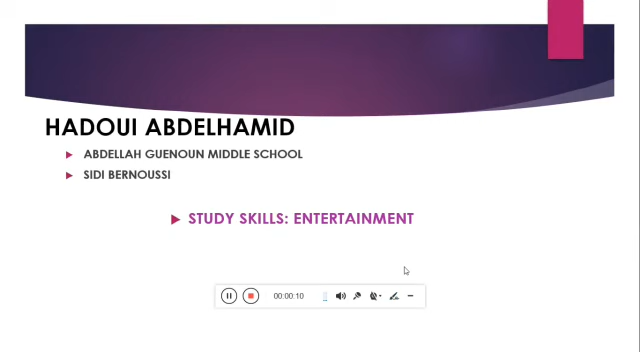 HADOUI ABDELHAMID
ABDELLAH GUENOUN MIDDLE SCHOOL
SIDI BERNOUSSI
STUDY SKILLS: ENTERTAINMENT
00:00:10